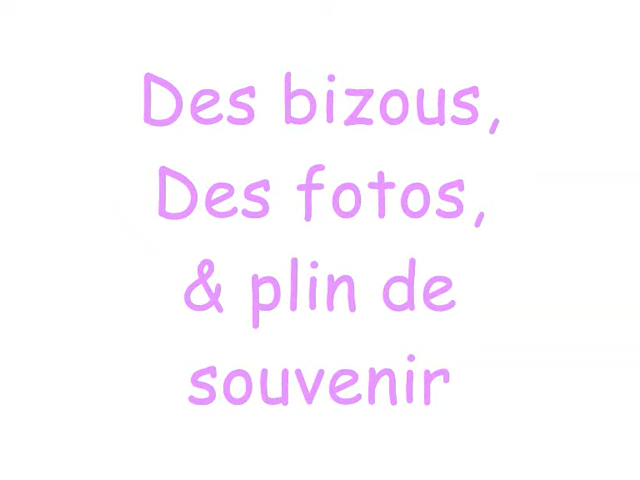 Des bizous,
Des fotos,
& plin de
souvenir